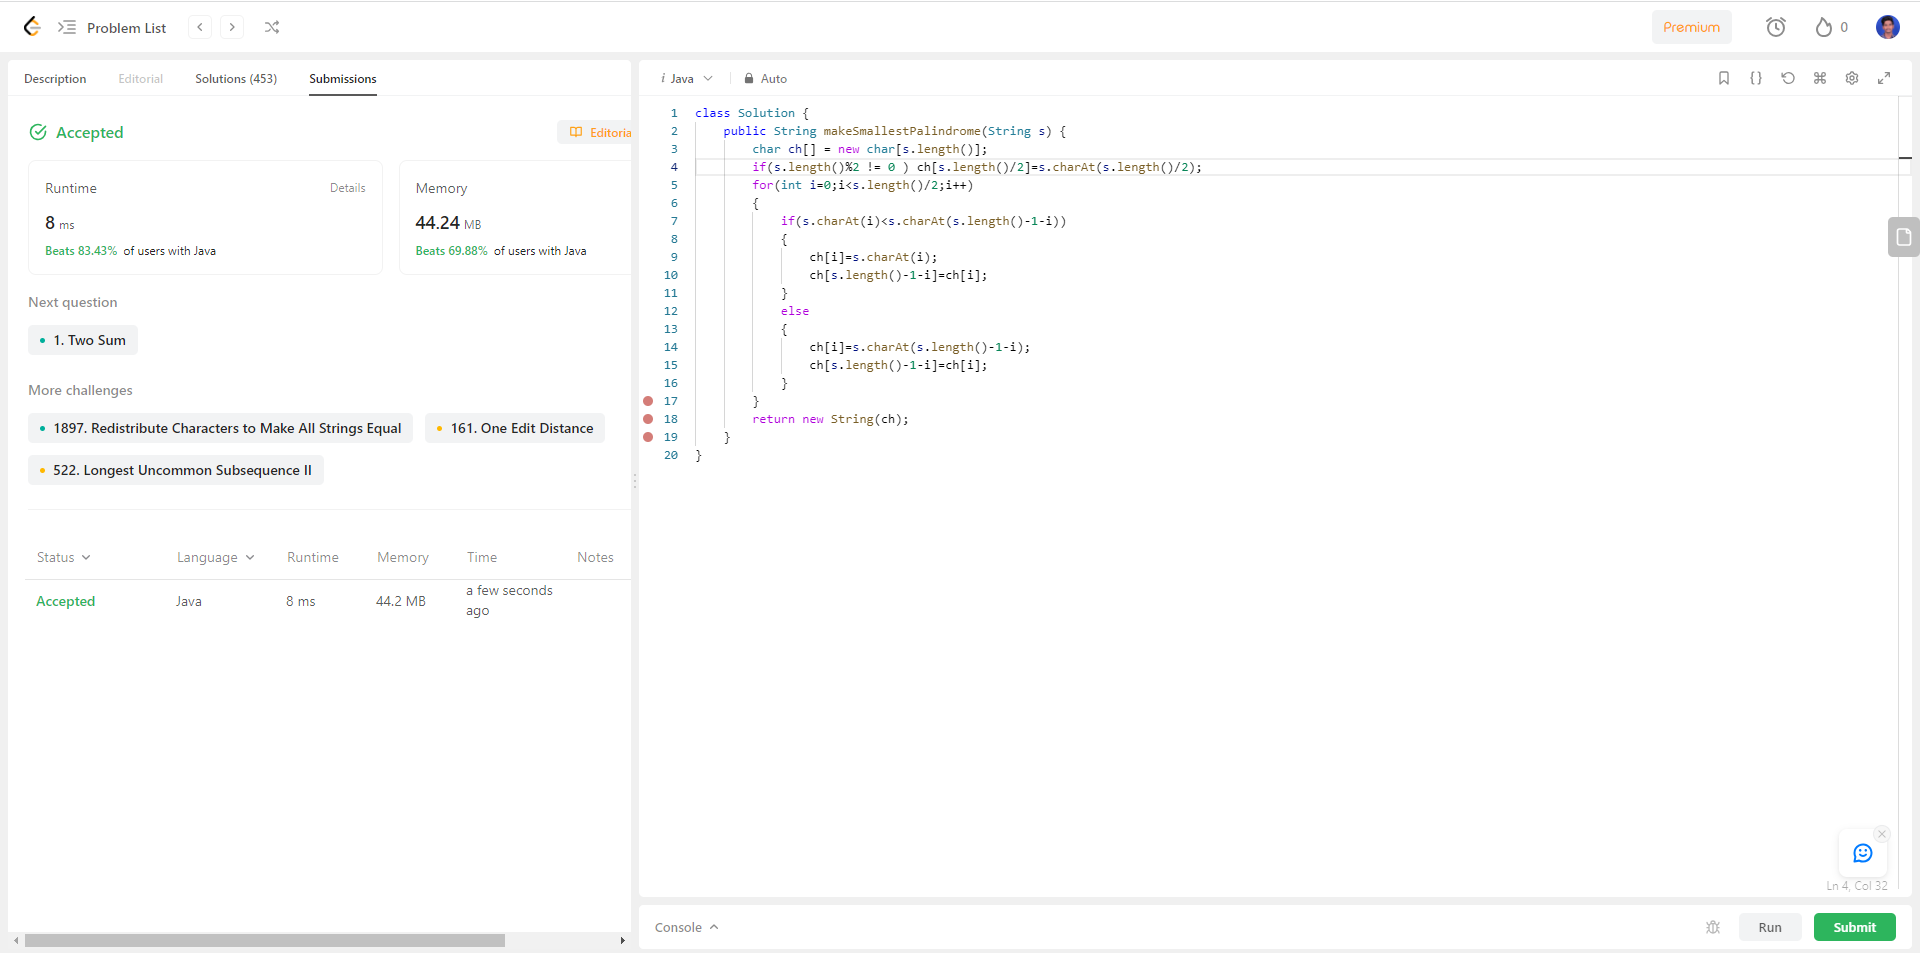 Problem List
Premium
0
Description Editorial Solutions (453) Submissions
Accepted
Editoria
Runtime Details
8 ms
Beats 83.43% of users with Java
Memory
44.24 MB
Beats 69.88% of users with Java
Next question
1. Two Sum
More challenges
1897. Redistribute Characters to Make All Strings Equal
161. One Edit Distance
522. Longest Uncommon Subsequence II
Status Language Runtime Memory Time Notes
Accepted Java 8 ms 44.2 MB a few seconds
ago
i Java Auto
1 class Solution {
2 public String makeSmallestPalindrome(String s) {
3 char ch[] = new char[s.length()];
4 if(s.length()%2 != 0 ) ch[s.length()/2]=s.charAt(s.length()/2);
5 for(int i=0;i<s.length()/2;i++)
6 {
7 if(s.charAt(i)<s.charAt(s.length()-1-i))
8 {
9 ch[i]=s.charAt(i);
10 ch[s.length()-1-i]=ch[i];
11 }
12 else
13 {
14 ch[i]=s.charAt(s.length()-1-i);
15 ch[s.length()-1-i]=ch[i];
16 }
17 }
18 return new String(ch);
19 }
20 }
Ln 4, Col 32
Console
Run
Submit